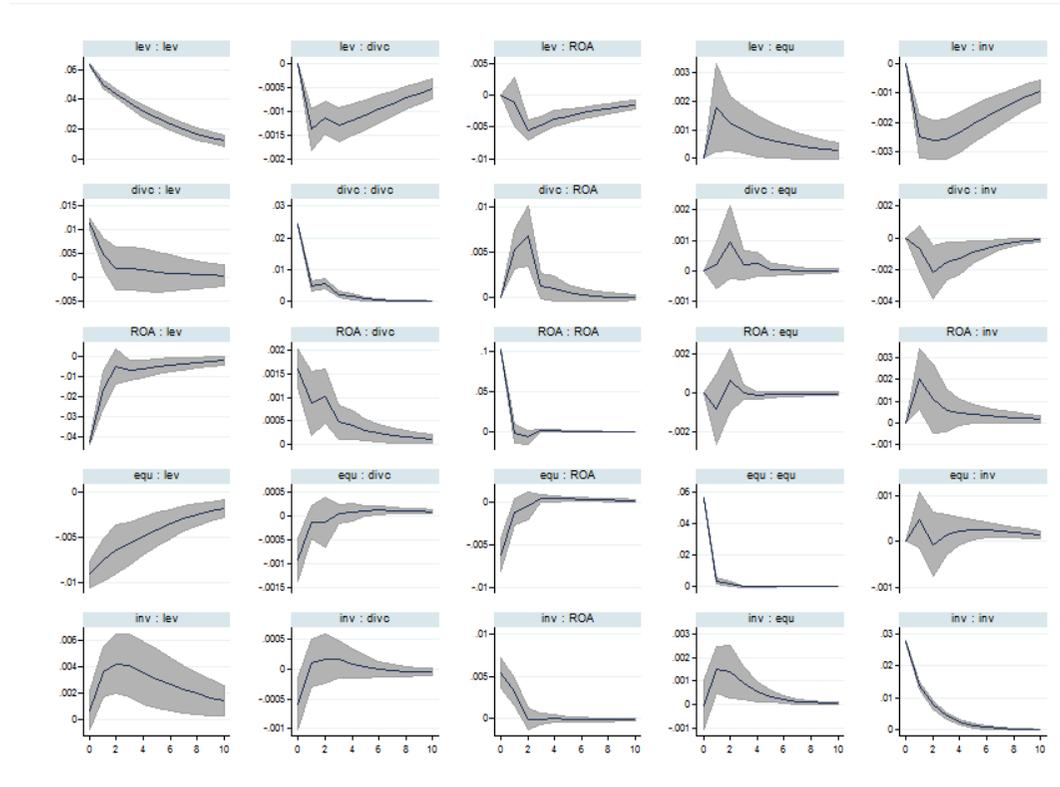 lev : lev lev : divc lev : ROA lev : equ lev : inv
.06 0 .005 .003 0
.04 -.0005 0 .002 -.001
.02 -.001 -.005 .001 -.002
0 -.0015 -.01 0 -.003
-.002
divc : lev divc : divc divc : ROA divc : equ divc : inv
.015 .03 .01 .002 .002
.01 .02 .005 .001 0
.005 .01 0 0 -.002
0 0 -.001 -.004
-.005
ROA : lev ROA : divc ROA : ROA ROA : equ ROA : inv
0 .002 .1 .002 .003
-.01 .0015 .05 0 .002
-.02 .001 0 -.002 .001
-.03 .0005 0
-.04 0 -.001
equ : lev equ : divc equ : ROA equ : equ equ : inv
0 .0005 0 .06 .001
-.005 0 -.005 .04 0
-.01 -.0005 -.01 .02 -.001
-.001 0
-.0015
inv : lev inv : divc inv : ROA inv : equ inv : inv
.006 .0005 .01 .003 .03
.004 0 .005 .002 .02
.002 -.0005 0 .001 .01
0 -.001 0 0
-.001
0 2 4 6 8 10 0 2 4 6 8 10 0 2 4 6 8 10 0 2 4 6 8 10 0 2 4 6 8 10